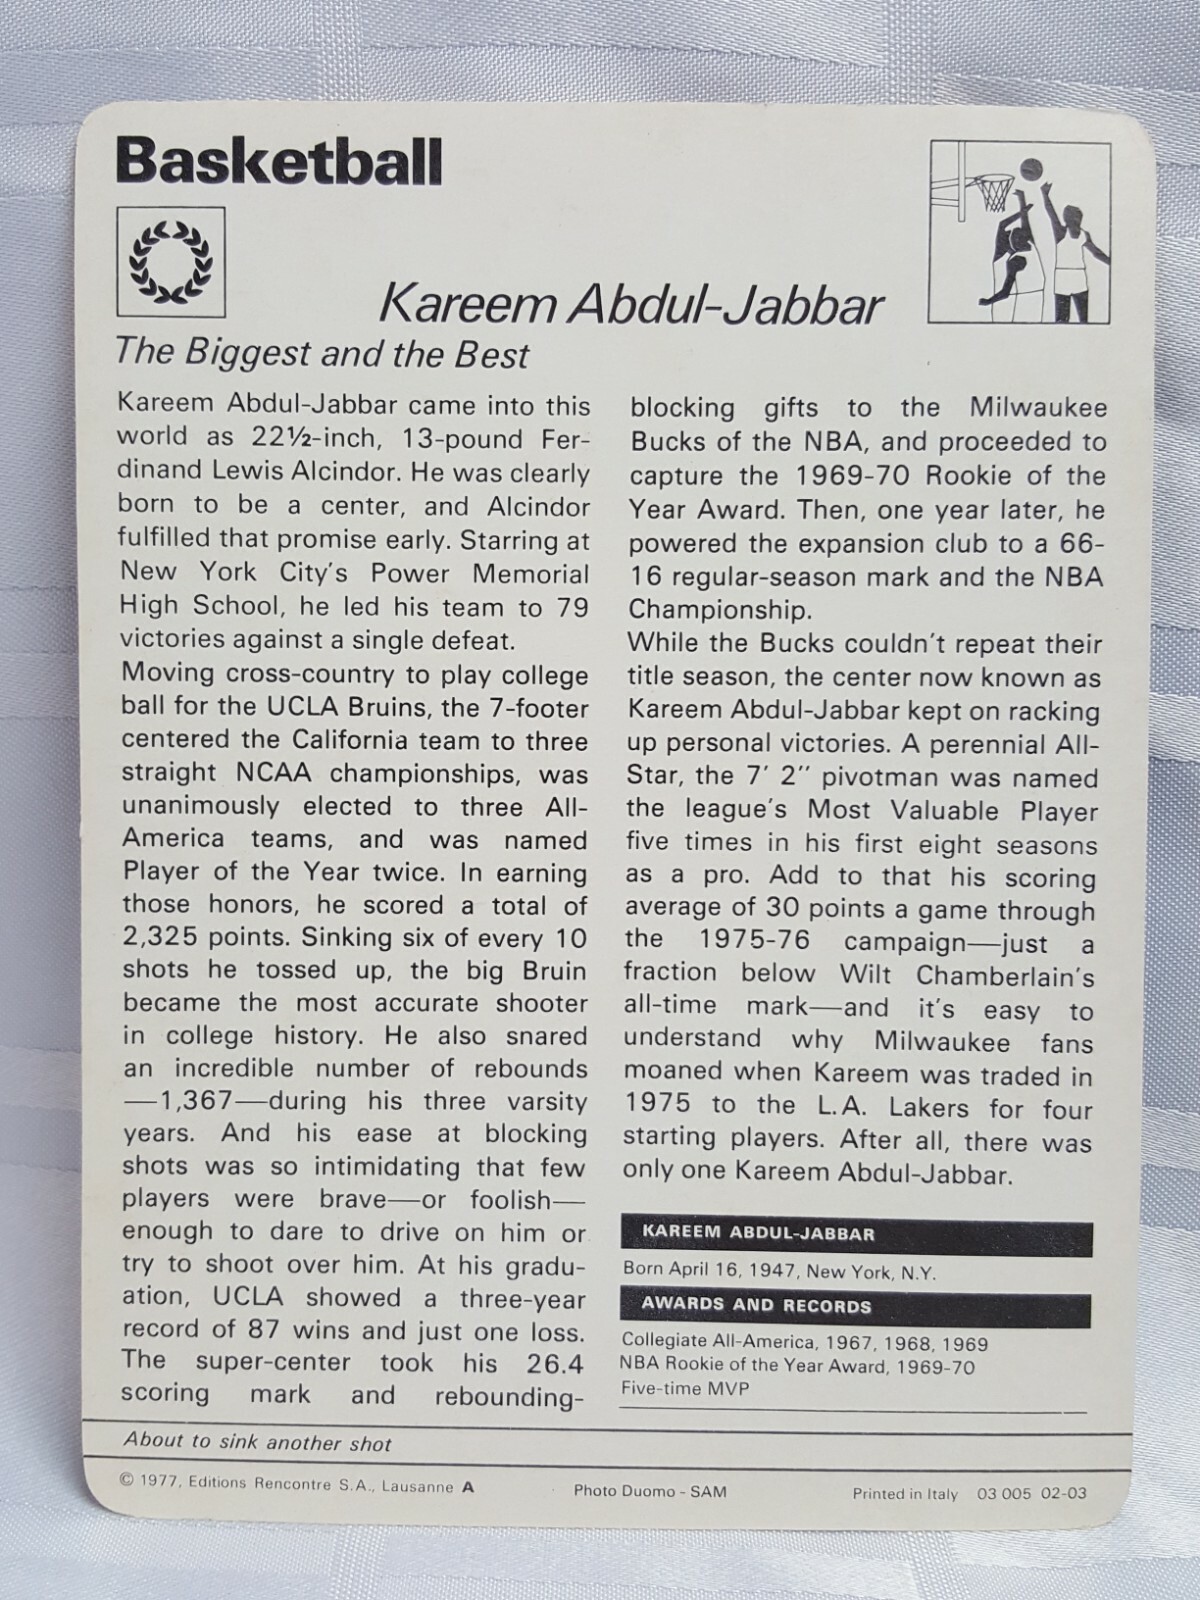 Basketball
Kareem Abdul-Jabbar
The Biggest and the Best
Kareem Abdul-Jabbar came into this
world as 22½-inch, 13-pound Fer-
dinand Lewis Alcindor. He was clearly
born to be a center, and Alcindor
fulfilled that promise early. Starring at
New York City's Power Memorial
High School, he led his team to 79
victories against a single defeat.
Moving cross-country to play college
ball for the UCLA Bruins, the 7-footer
centered the California team to three
straight NCAA championships, was
unanimously elected to three All-
America teams, and was named
Player of the Year twice. In earning
those honors, he scored a total of
2,325 points. Sinking six of every 10
shots he tossed up, the big Bruin
became the most accurate shooter
in college history. He also snared
an incredible number of rebounds
—1,367—during his three varsity
years. And his ease at blocking
shots was so intimidating that few
players were brave—or foolish—
enough to dare to drive on him or
try to shoot over him. At his gradu-
ation, UCLA showed a three-year
record of 87 wins and just one loss.
The super-center took his 26.4
scoring mark and rebounding-
blocking gifts to the Milwaukee
Bucks of the NBA, and proceeded to
capture the 1969-70 Rookie of the
Year Award. Then, one year later, he
powered the expansion club to a 66-
16 regular-season mark and the NBA
Championship.
While the Bucks couldn't repeat their
title season, the center now known as
Kareem Abdul-Jabbar kept on racking
up personal victories. A perennial All-
Star, the 7' 2" pivotman was named
the league's Most Valuable Player
five times in his first eight seasons
as a pro. Add to that his scoring
average of 30 points a game through
the 1975-76 campaign—just a
fraction below Wilt Chamberlain's
all-time mark—and it's easy to
understand why Milwaukee fans
moaned when Kareem was traded in
1975 to the L.A. Lakers for four
starting players. After all, there was
only one Kareem Abdul-Jabbar.
KAREEM ABDUL-JABBAR
Born April 16, 1947, New York, N.Y.
AWARDS AND RECORDS
Collegiate All-America, 1967, 1968, 1969
NBA Rookie of the Year Award, 1969-70
Five-time MVP
About to sink another shot
© 1977, Editions Rencontre S.A., Lausanne A
Photo Duomo - SAM
Printed in Italy 03 005 02-03